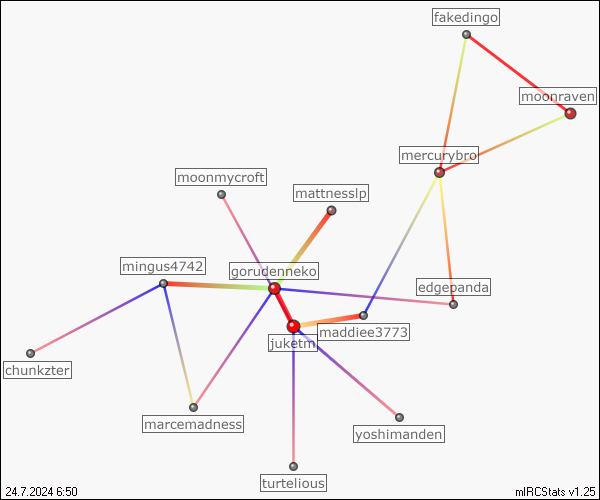 fakedingo
moonraven
mercurybro
moonmycroft
mattnesslp
mingus4742
gorudenneko
edgepanda
juketm
maddiee3773
chunkzter
marcemadness
yoshimanden
turtelious
24.7.2024 6:50
mIRCStats v1.25